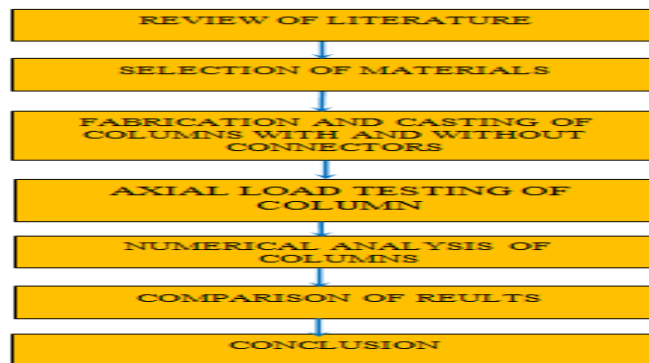 REVIEW OF LITERATURE
SELECTION OF MATERIALS
FABRICATION AND CASTING OF
COLUMNS WITH AND WITHOUT
CONNECTORS
AXIAL LOAD TESTING OF
COLUMN
NUMERICAL ANALYSIS OF
COLUMNS
COMPARISON OF REULTS
CONCLUSION